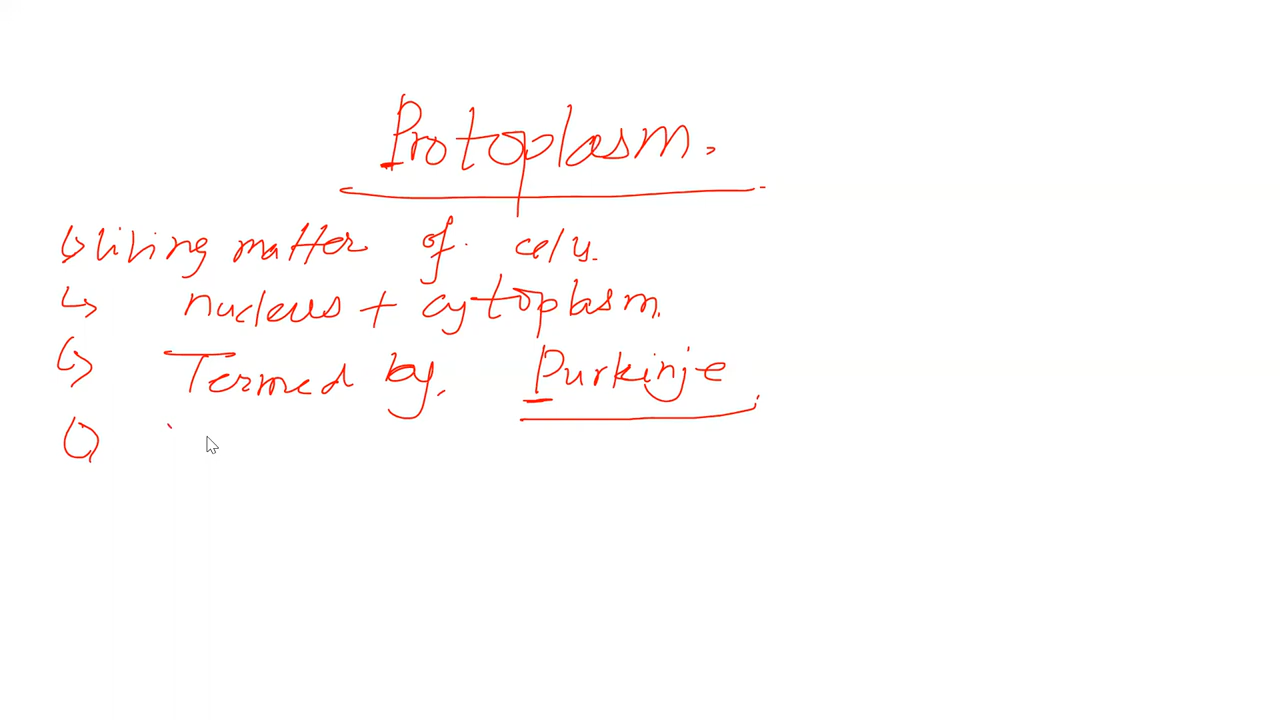 Protoplasm.
living matter of cells.
nucleus + cytoplasm.
Termed by. Purkinje